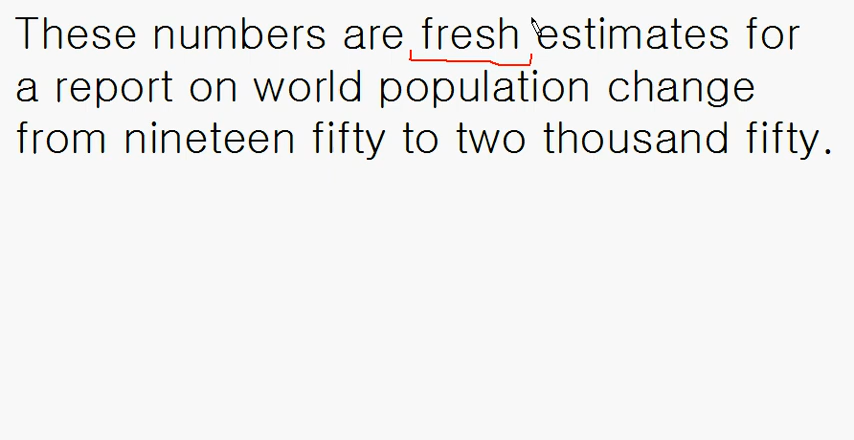 These numbers are fresh estimates for
a report on world population change
from nineteen fifty to two thousand fifty.